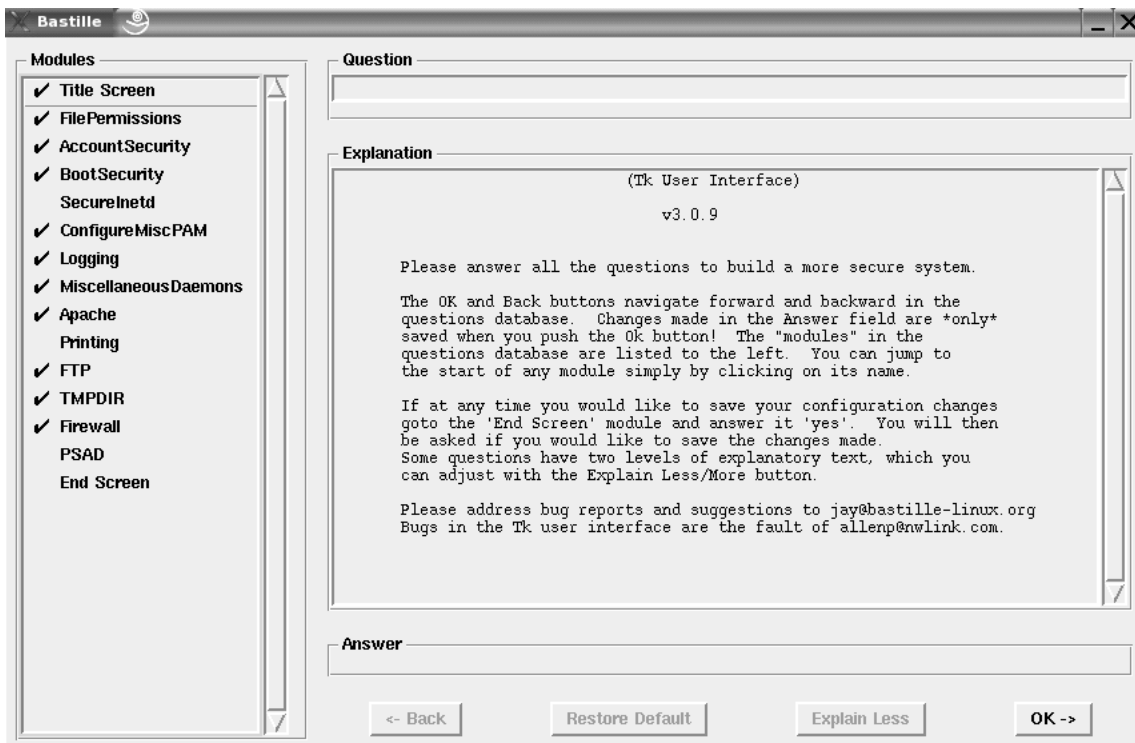 Bastille
Modules
✔ Title Screen
✔ FilePermissions
✔ AccountSecurity
✔ BootSecurity
SecureInetd
✔ ConfigureMiscPAM
✔ Logging
✔ MiscellaneousDaemons
✔ Apache
Printing
✔ FTP
✔ TMPDIR
✔ Firewall
PSAD
End Screen
Question
Explanation
(Tk User Interface)
v3.0.9
Please answer all the questions to build a more secure system.
The OK and Back buttons navigate forward and backward in the
questions database. Changes made in the Answer field are *only*
saved when you push the Ok button! The "modules" in the
questions database are listed to the left. You can jump to
the start of any module simply by clicking on its name.
If at any time you would like to save your configuration changes
goto the 'End Screen' module and answer it 'yes'. You will then
be asked if you would like to save the changes made.
Some questions have two levels of explanatory text, which you
can adjust with the Explain Less/More button.
Please address bug reports and suggestions to jay@bastille-linux.org
Bugs in the Tk user interface are the fault of allenp@nwlink.com.
Answer
<- Back
Restore Default
Explain Less
OK ->